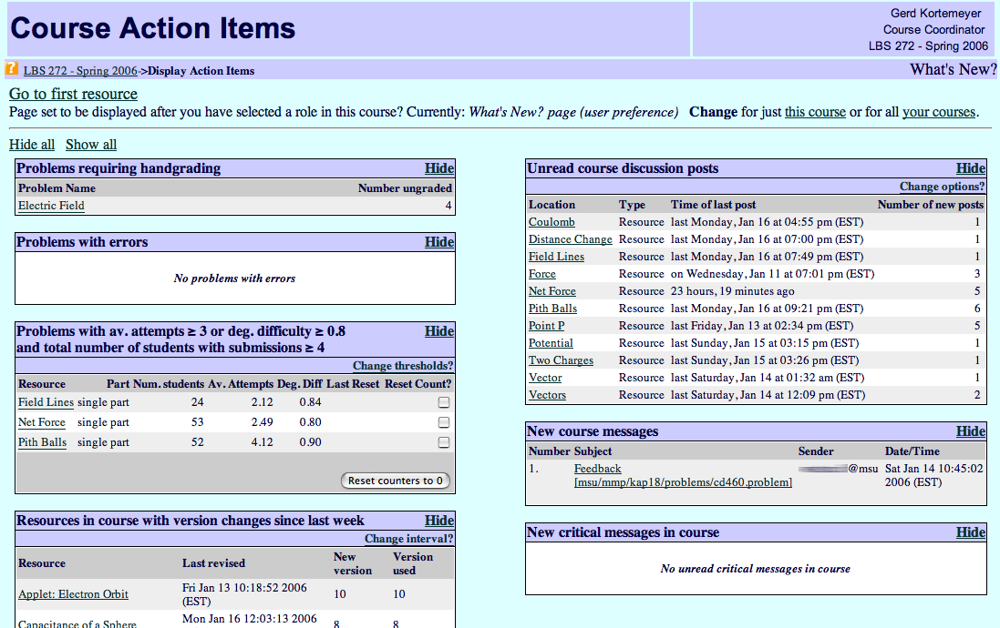 Course Action Items
Gerd Kortemeyer
Course Coordinator
LBS 272 - Spring 2006
? LBS 272 - Spring 2006->Display Action Items
What's New?
Go to first resource
Page set to be displayed after you have selected a role in this course? Currently: What's New? page (user preference) Change for just this course or for all your courses.
Hide all Show all
Problems requiring handgrading Hide
Problem Name Number ungraded
Electric Field 4
Problems with errors Hide
No problems with errors
Problems with av. attempts ≥ 3 or deg. difficulty ≥ 0.8 Hide
and total number of students with submissions ≥ 4
Change thresholds?
Resource Part Num. students Av. Attempts Deg. Diff Last Reset Reset Count?
Field Lines single part 24 2.12 0.84
Net Force single part 53 2.49 0.80
Pith Balls single part 52 4.12 0.90
Reset counters to 0
Resources in course with version changes since last week Hide
Change interval?
Resource Last revised New version Version used
Applet: Electron Orbit Fri Jan 13 10:18:52 2006 (EST) 10 10
Capacitance of a Sphere Mon Jan 16 12:03:13 2006 8 8
Unread course discussion posts Hide
Change options?
Location Type Time of last post Number of new posts
Coulomb Resource last Monday, Jan 16 at 04:55 pm (EST) 1
Distance Change Resource last Monday, Jan 16 at 07:00 pm (EST) 1
Field Lines Resource last Monday, Jan 16 at 07:49 pm (EST) 1
Force Resource on Wednesday, Jan 11 at 07:01 pm (EST) 3
Net Force Resource 23 hours, 19 minutes ago 5
Pith Balls Resource last Monday, Jan 16 at 09:21 pm (EST) 6
Point P Resource last Friday, Jan 13 at 02:34 pm (EST) 5
Potential Resource last Sunday, Jan 15 at 03:15 pm (EST) 1
Two Charges Resource last Sunday, Jan 15 at 03:26 pm (EST) 1
Vector Resource last Saturday, Jan 14 at 01:32 am (EST) 1
Vectors Resource last Saturday, Jan 14 at 12:09 pm (EST) 2
New course messages Hide
Number Subject Sender Date/Time
1. Feedback @msu Sat Jan 14 10:45:02
[msu/mmp/kap18/problems/cd460.problem] 2006 (EST)
New critical messages in course Hide
No unread critical messages in course